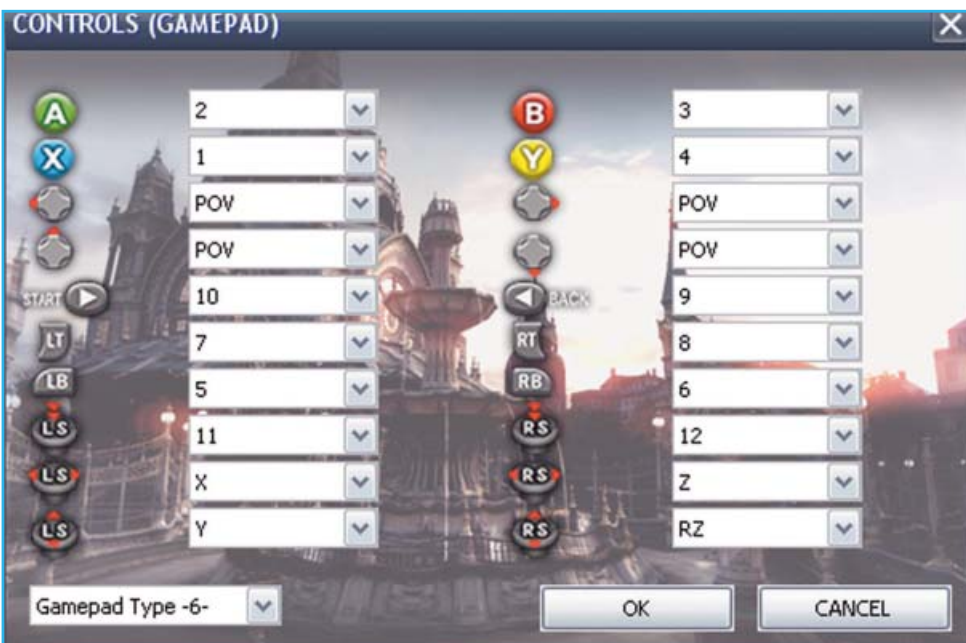 CONTROLS (GAMEPAD)
A 2 B 3
X 1 Y 4
POV POV
POV POV
START 10 BACK 9
LT 7 RT 8
LB 5 RB 6
LS 11 RS 12
LS X RS Z
LS Y RS RZ
Gamepad Type -6- OK CANCEL